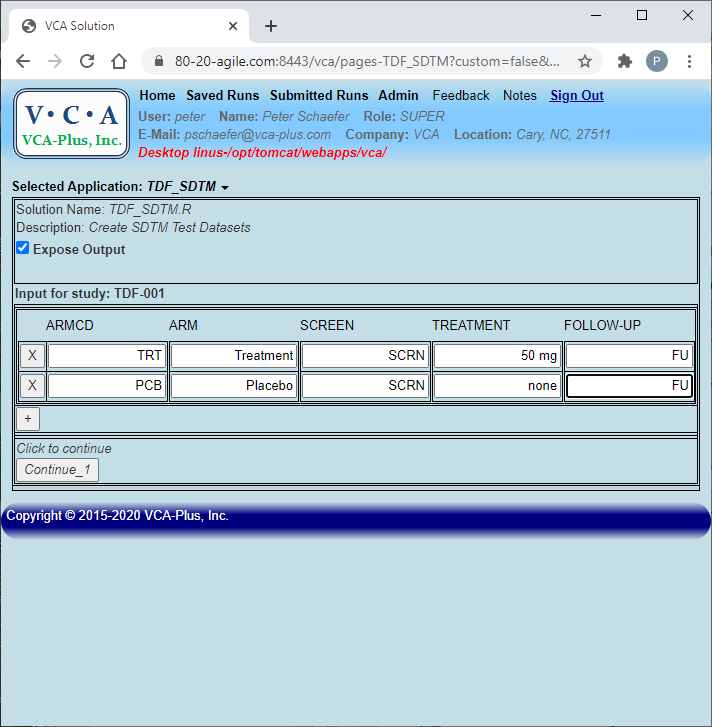 VCA Solution
80-20-agile.com:8443/vca/pages-TDF_SDTM?custom=false&...
P
V·C·A
VCA-Plus, Inc.
Home Saved Runs Submitted Runs Admin Feedback Notes Sign Out
User: peter Name: Peter Schaefer Role: SUPER
E-Mail: pschaefer@vca-plus.com Company: VCA Location: Cary, NC, 27511
Desktop linus-/opt/tomcat/webapps/vca/
Selected Application: TDF_SDTM
Solution Name: TDF_SDTM.R
Description: Create SDTM Test Datasets
Expose Output
Input for study: TDF-001
ARMCD ARM SCREEN TREATMENT FOLLOW-UP
X TRT Treatment SCRN 50 mg FU
X PCB Placebo SCRN none FU
+
Click to continue
Continue_1
Copyright © 2015-2020 VCA-Plus, Inc.